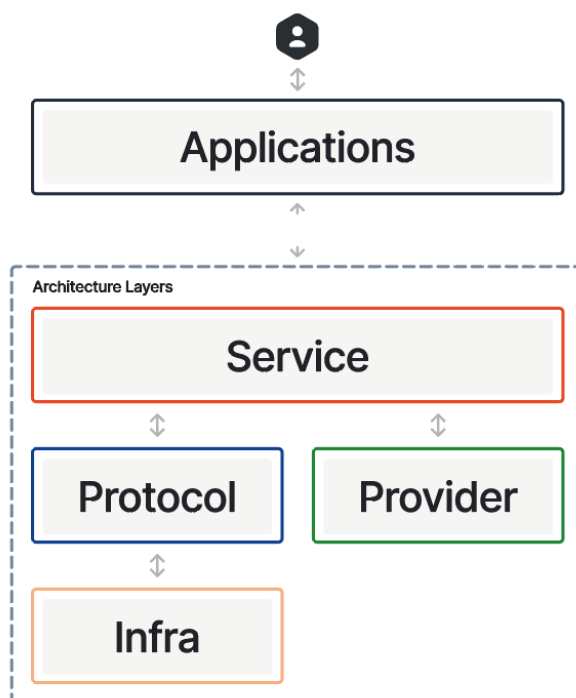 Applications
Architecture Layers
Service
Protocol
Provider
Infra